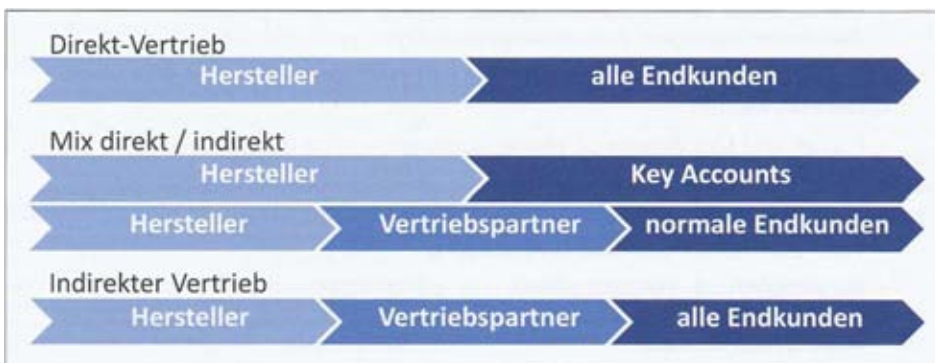 Direkt-Vertrieb
Hersteller alle Endkunden
Mix direkt / indirekt
Hersteller Key Accounts
Hersteller Vertriebspartner normale Endkunden
Indirekter Vertrieb
Hersteller Vertriebspartner alle Endkunden